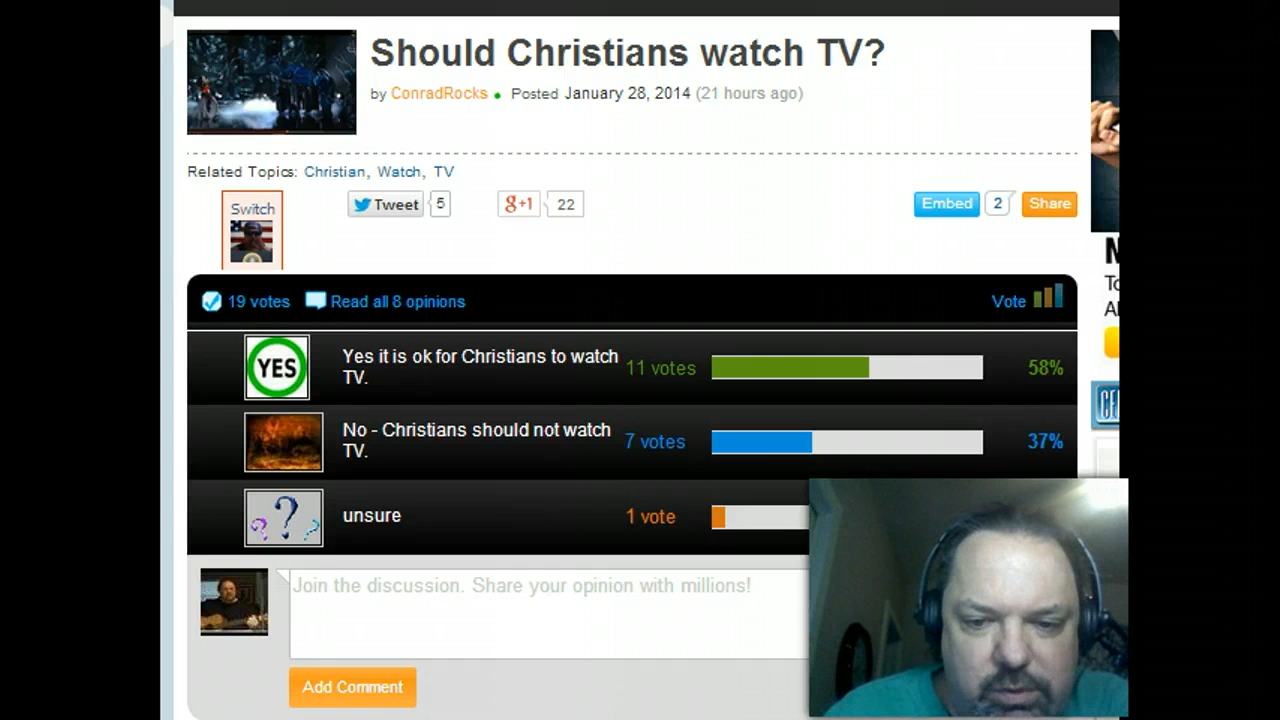 Should Christians watch TV?
by ConradRocks • Posted January 28, 2014 (21 hours ago)
Related Topics: Christian, Watch, TV
Switch
Tweet 5
g+1 22
Embed 2 Share
19 votes Read all 8 opinions Vote
YES
Yes it is ok for Christians to watch
TV.
11 votes 58%
No - Christians should not watch
TV.
7 votes 37%
unsure 1 vote
Join the discussion. Share your opinion with millions!
Add Comment